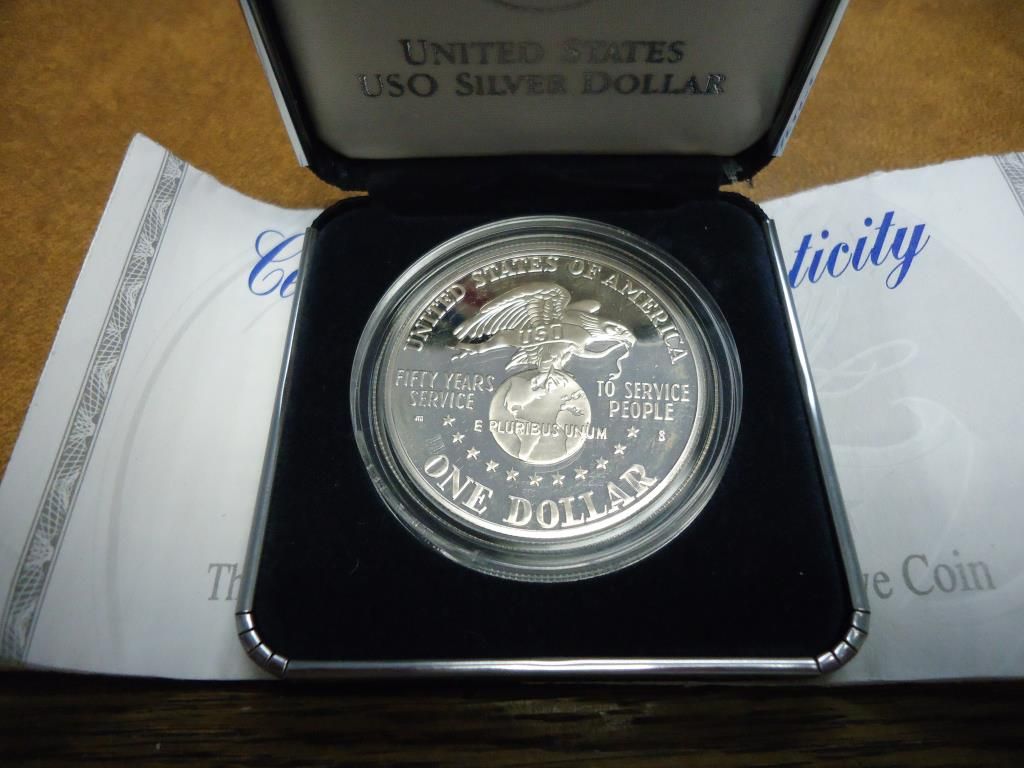 UNITED STATES
USO SILVER DOLLAR
ticity
UNITED STATES OF AMERICA
USO
FIFTY YEARS
SERVICE
TO SERVICE
PEOPLE
E PLURIBUS UNUM
S
ONE DOLLAR
Coin